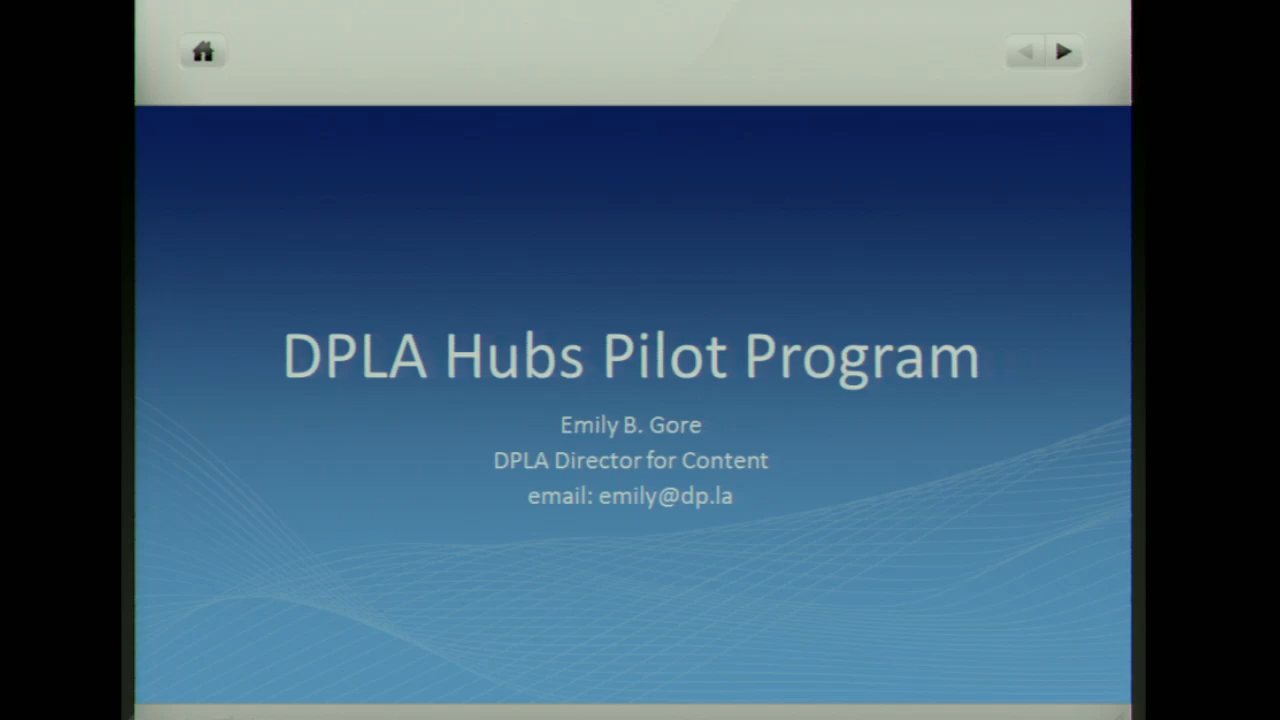 DPLA Hubs Pilot Program
Emily B. Gore
DPLA Director for Content
email: emily@dp.la